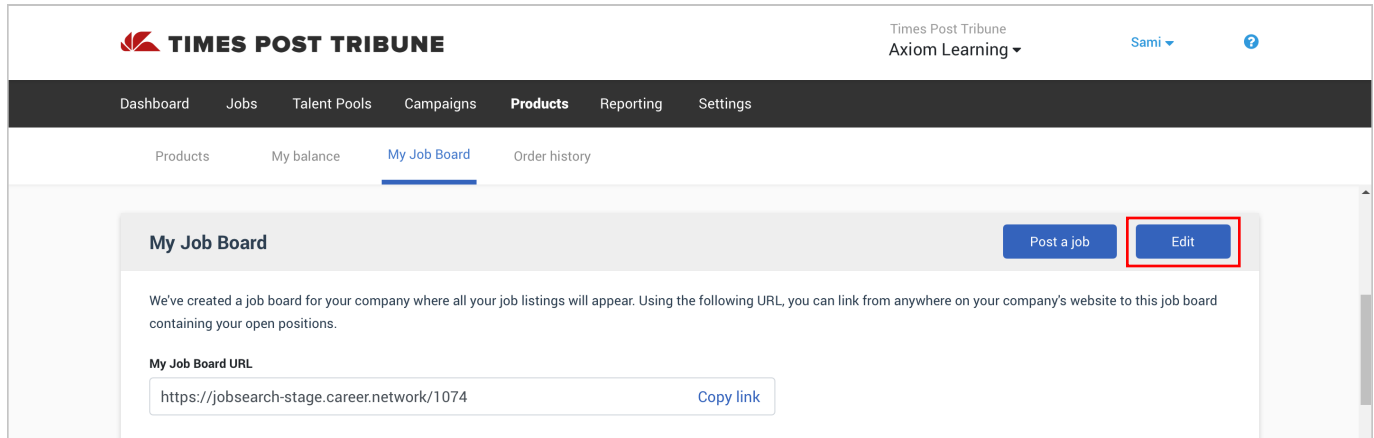 TIMES POST TRIBUNE
Times Post Tribune
Axiom Learning
Sami
?
Dashboard Jobs Talent Pools Campaigns Products Reporting Settings
Products My balance My Job Board Order history
My Job Board
Post a job
Edit
We've created a job board for your company where all your job listings will appear. Using the following URL, you can link from anywhere on your company's website to this job board
containing your open positions.
My Job Board URL
https://jobsearch-stage.career.network/1074
Copy link